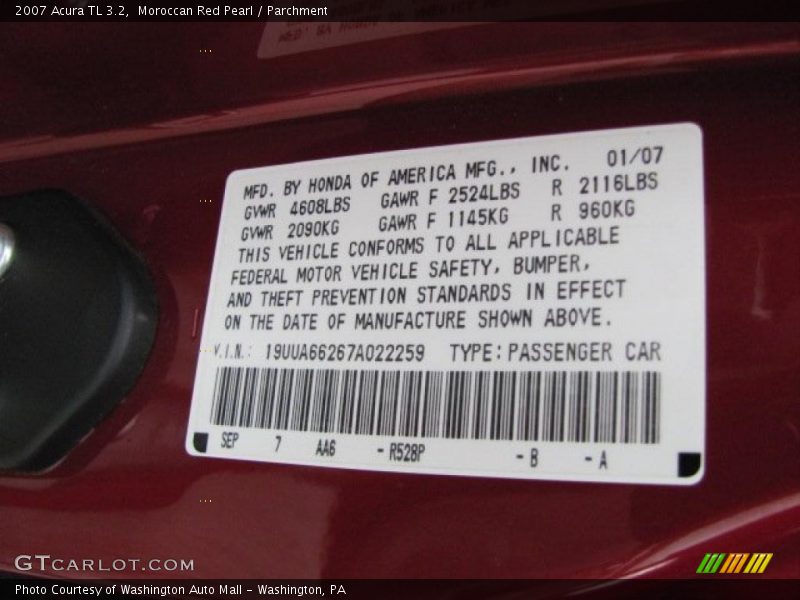 2007 Acura TL 3.2,  Moroccan Red Pearl / Parchment
MFD. BY HONDA OF AMERICA MFG., INC. 01/07
GVWR 4608LBS GAWR F 2524LBS R 2116LBS
GVWR 2090KG GAWR F 1145KG R 960KG
THIS VEHICLE CONFORMS TO ALL APPLICABLE
FEDERAL MOTOR VEHICLE SAFETY, BUMPER,
AND THEFT PREVENTION STANDARDS IN EFFECT
ON THE DATE OF MANUFACTURE SHOWN ABOVE.
V.I.N.: 19UUA66267A022259 TYPE: PASSENGER CAR
SEP 7 AA6 - R528P - B - A
GTCARLOT.COM
Photo Courtesy of Washington Auto Mall - Washington, PA